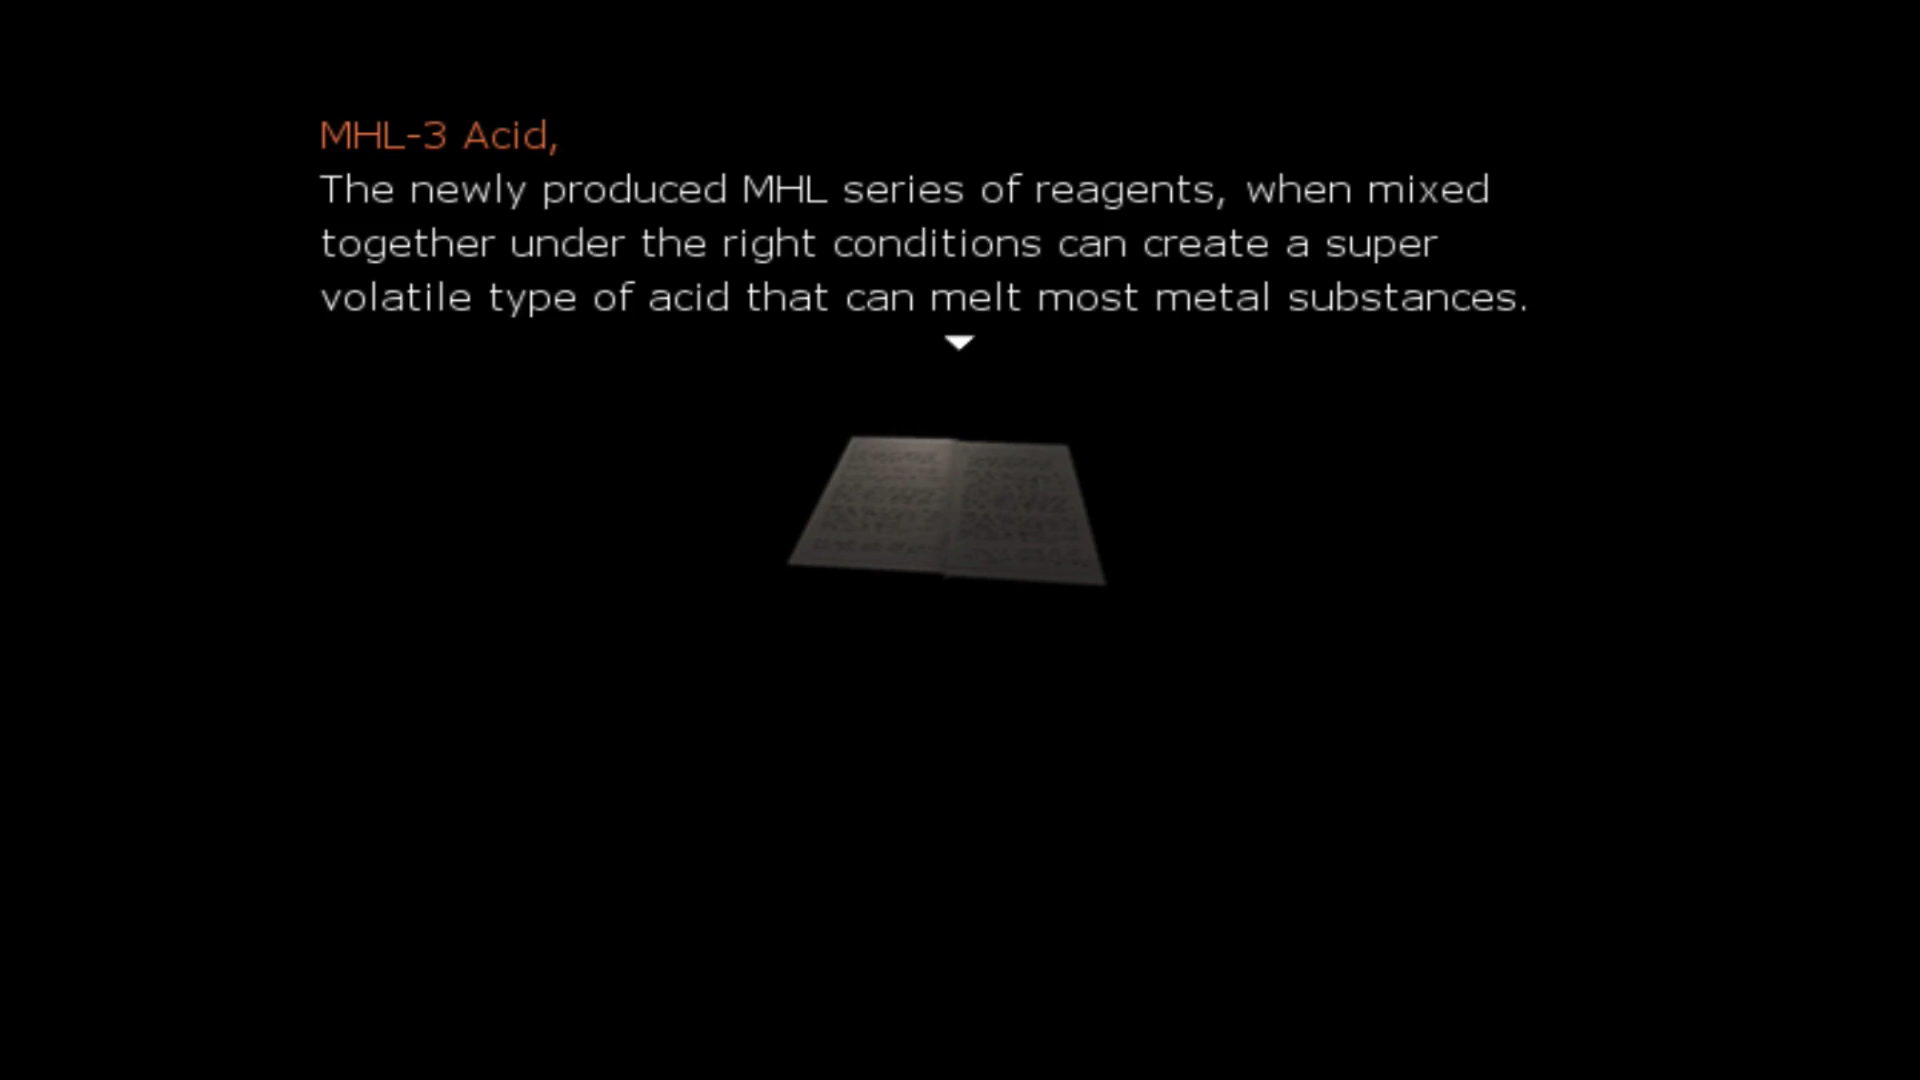 MHL-3 Acid,
The newly produced MHL series of reagents, when mixed
together under the right conditions can create a super
volatile type of acid that can melt most metal substances.